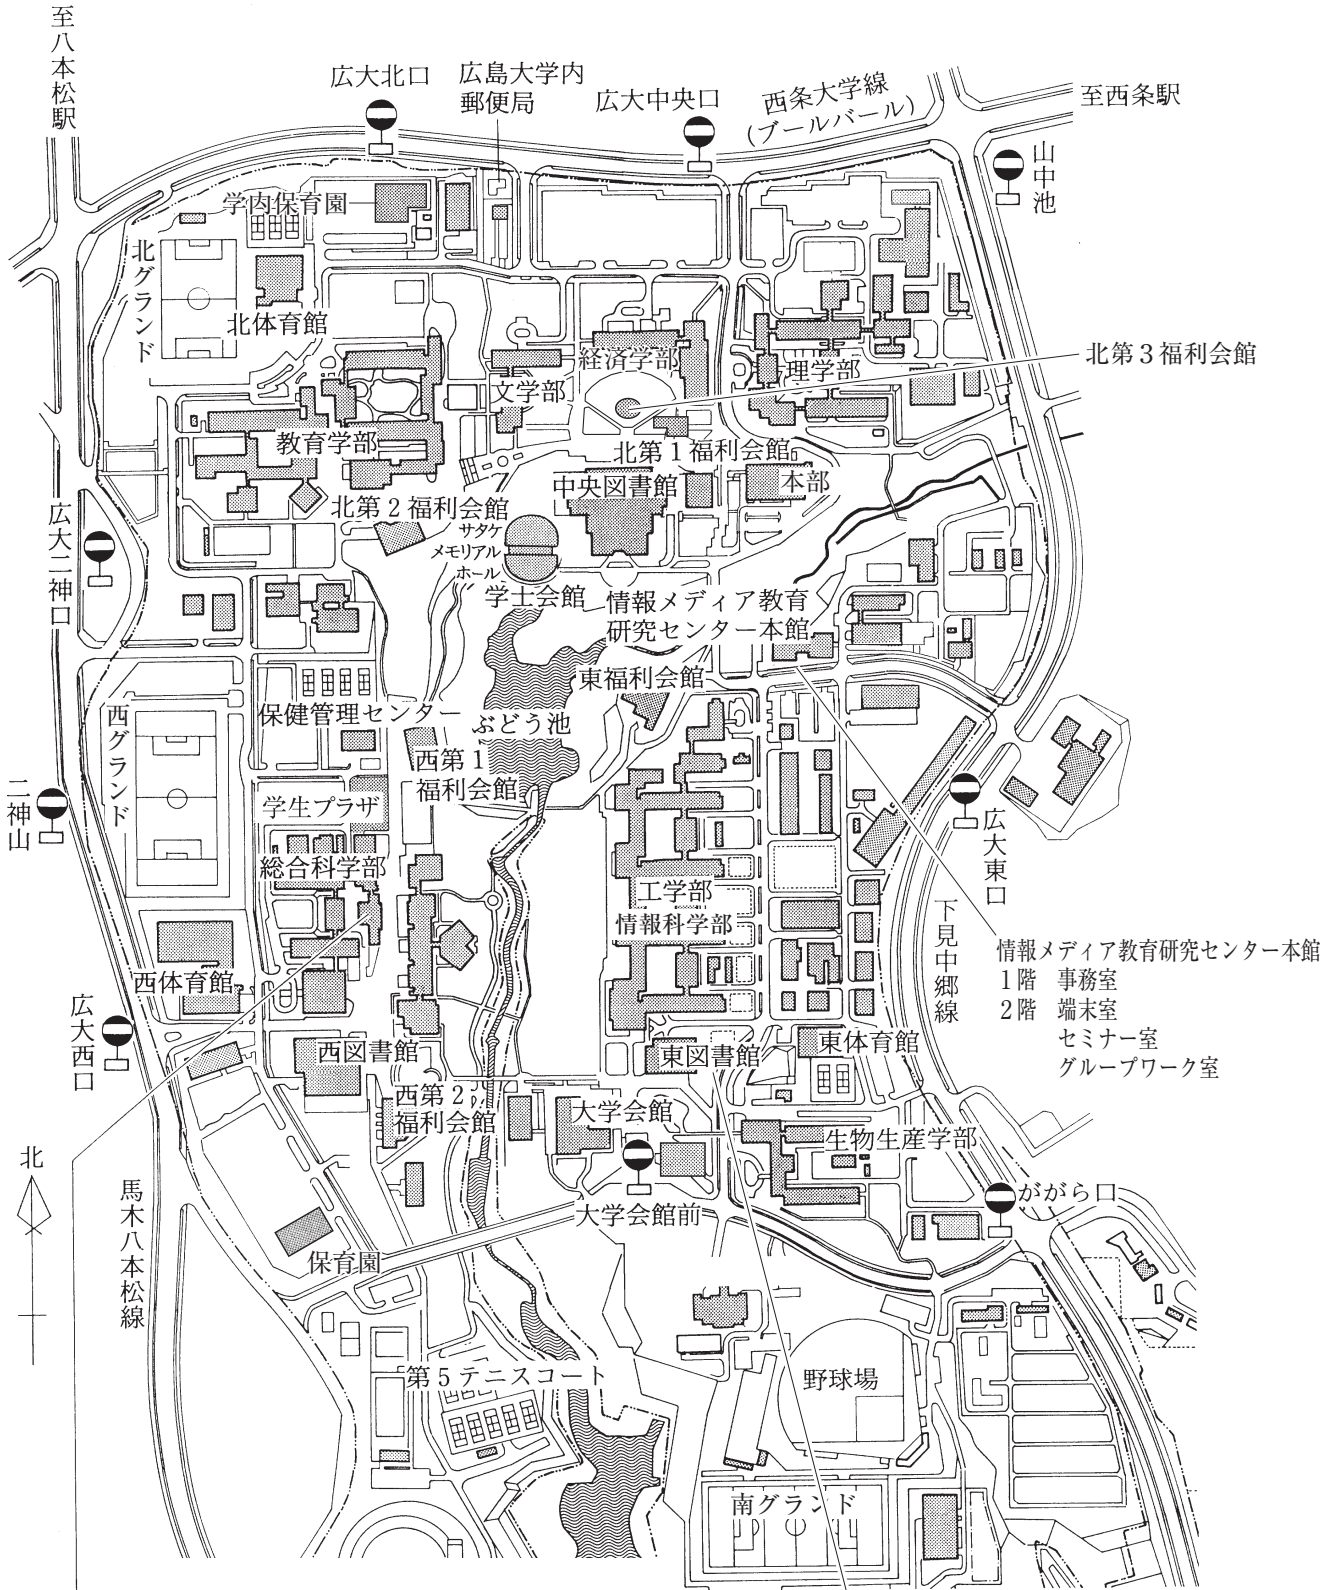 至八本松駅
広大北口
広島大学内
郵便局
広大中央口
西条大学線
(ブールバール)
至西条駅
山中池
学内保育園
北グランド
北体育館
経済学部
文学部
理学部
北第3福利会館
教育学部
北第1福利会館
中央図書館
本部
北第2福利会館
サタケ
メモリアル
ホール
学士会館
広大二神口
情報メディア教育
研究センター本館
東福利会館
保健管理センター
ぶどう池
西グランド
西第1
福利会館
二神山
学生プラザ
総合科学部
工学部
情報科学部
広大東口
下見中郷線
情報メディア教育研究センター本館
1階 事務室
2階 端末室
セミナー室
グループワーク室
西体育館
広大西口
西図書館
東図書館
東体育館
西第2
福利会館
大学会館
生物生産学部
北
馬木八本松線
大学会館前
ががら口
保育園
第5テニスコート
野球場
南グランド